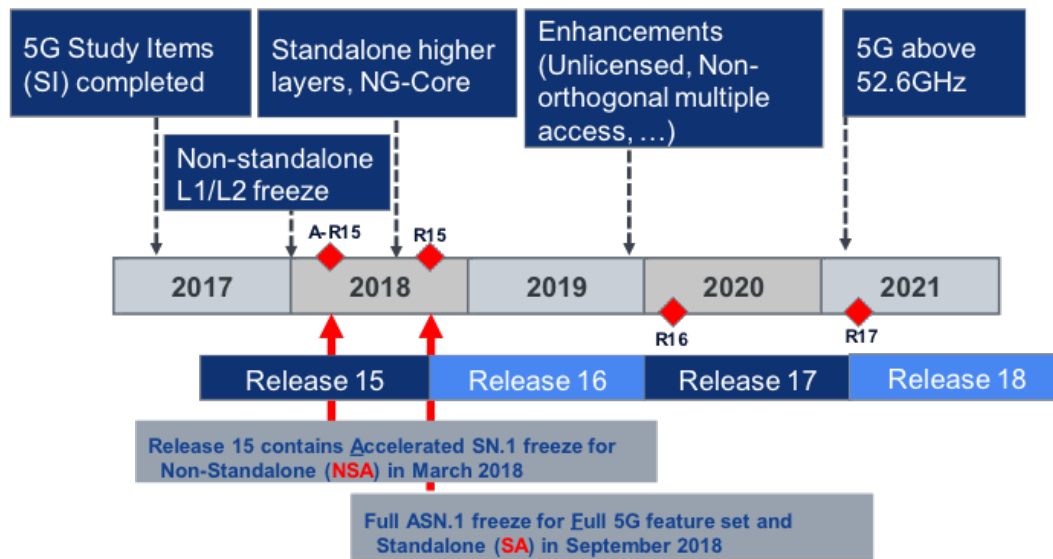 5G Study Items
(SI) completed
Standalone higher
layers, NG-Core
Enhancements
(Unlicensed, Non-
orthogonal multiple
access, …)
5G above
52.6GHz
Non-standalone
L1/L2 freeze
A-R15
R15
2017
2018
2019
2020
2021
R16
R17
Release 15
Release 16
Release 17
Release 18
Release 15 contains Accelerated SN.1 freeze for
Non-Standalone (NSA) in March 2018
Full ASN.1 freeze for Full 5G feature set and
Standalone (SA) in September 2018